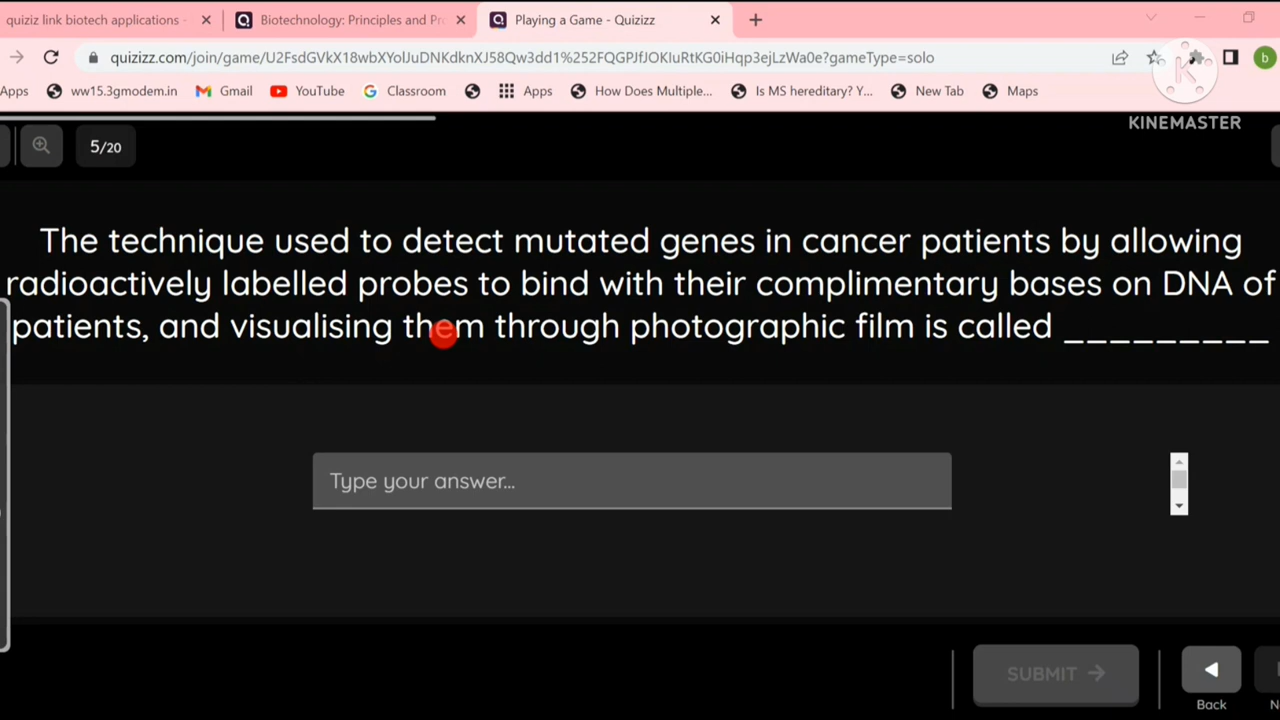 quiziz link biotech applications - Biotechnology: Principles and Pr Playing a Game - Quizizz
quizizz.com/join/game/U2FsdGVkX18wbXYolJuDNKdknXJ58Qw3dd1%252FQGPJfJOKIuRtKG0iHqp3ejLzWa0e?gameType=solo b
Apps ww15.3gmodem.in Gmail YouTube Classroom Apps How Does Multiple... Is MS hereditary? Y... New Tab Maps
KINEMASTER
5/20
The technique used to detect mutated genes in cancer patients by allowing
radioactively labelled probes to bind with their complimentary bases on DNA of
patients, and visualising them through photographic film is called _________
Type your answer...
SUBMIT
Back